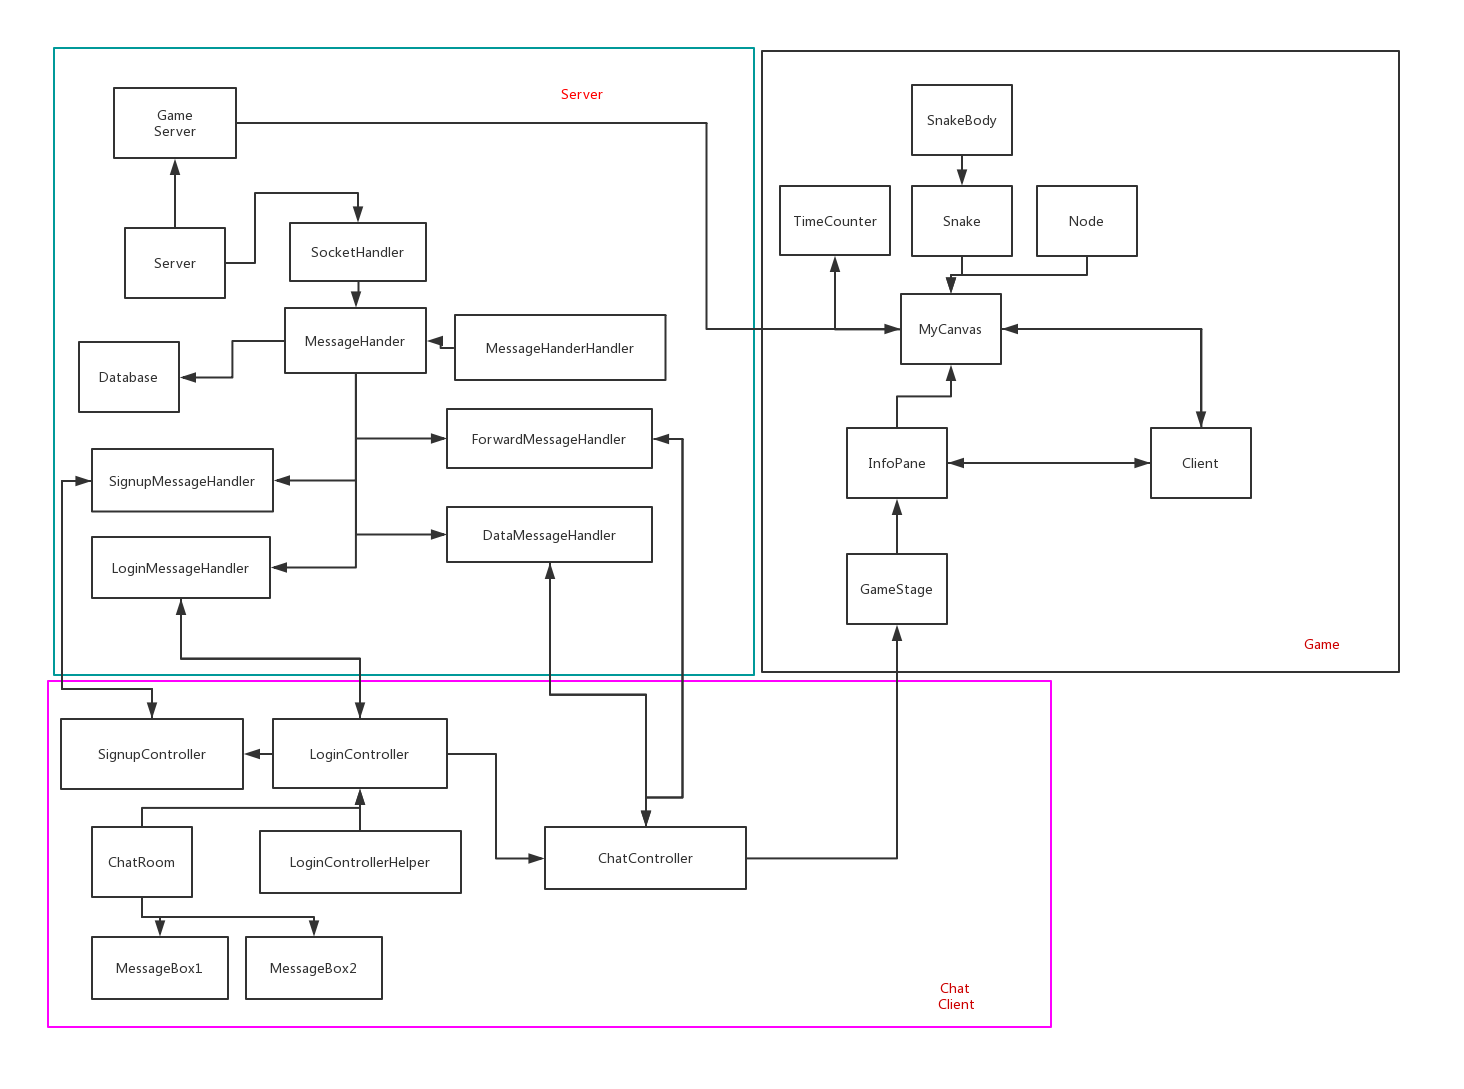 Server
Game
Server
Server
SocketHandler
MessageHander
MessageHanderHandler
Database
ForwardMessageHandler
SignupMessageHandler
DataMessageHandler
LoginMessageHandler
SnakeBody
TimeCounter
Snake
Node
MyCanvas
InfoPane
Client
GameStage
Game
SignupController
LoginController
ChatRoom
LoginControllerHelper
ChatController
MessageBox1
MessageBox2
Chat
Client